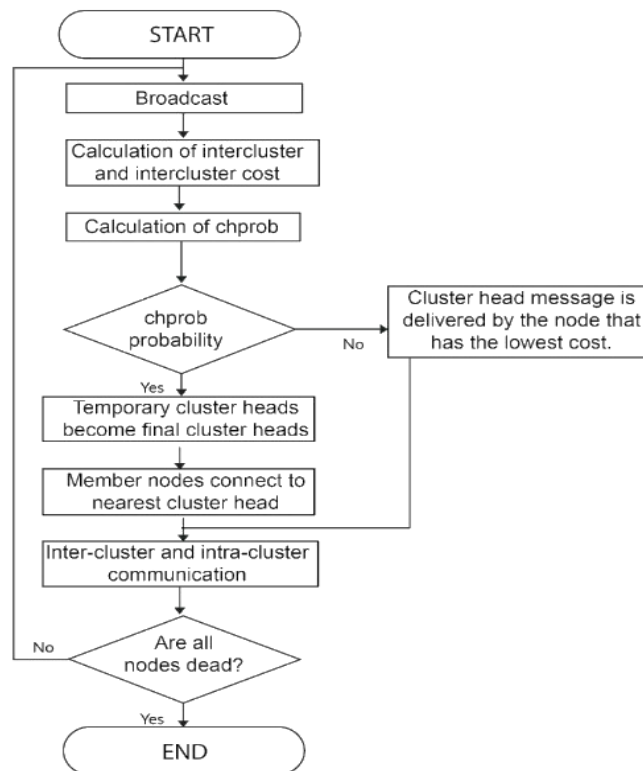 START
Broadcast
Calculation of intercluster
and intercluster cost
Calculation of chprob
chprob
probability
No
Cluster head message is
delivered by the node that
has the lowest cost.
Yes
Temporary cluster heads
become final cluster heads
Member nodes connect to
nearest cluster head
Inter-cluster and intra-cluster
communication
No
Are all
nodes dead?
Yes
END